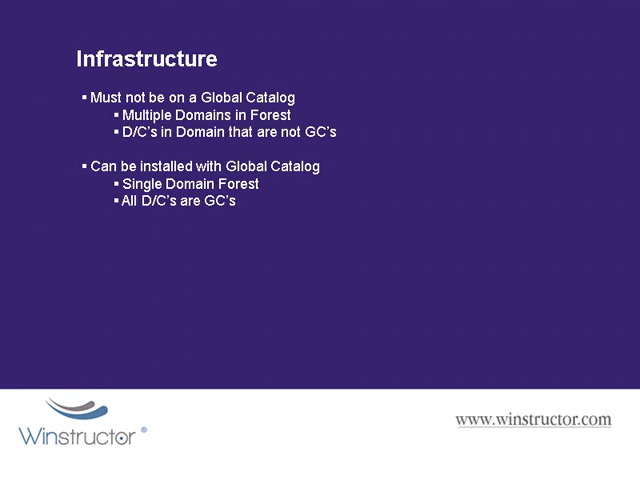 Infrastructure
▪ Must not be on a Global Catalog
▪ Multiple Domains in Forest
▪ D/C's in Domain that are not GC's
▪ Can be installed with Global Catalog
▪ Single Domain Forest
▪ All D/C's are GC's
Winstructor ®
www.winstructor.com